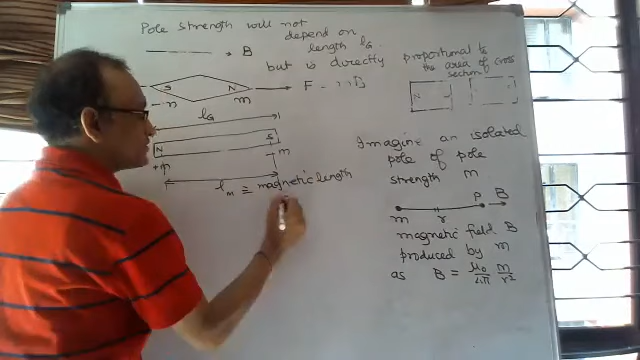 Pole strength will not
depend on
length lG.
B
but is directly proportional to
the area of cross
section
S N
- m m F = mB
lG
N S
+p - m
lm ≅ magnetic length
N
Imagine an isolated
pole of pole
strength m
P B
m r
magnetic field B
produced by m
as B = μ0/4π m/r²